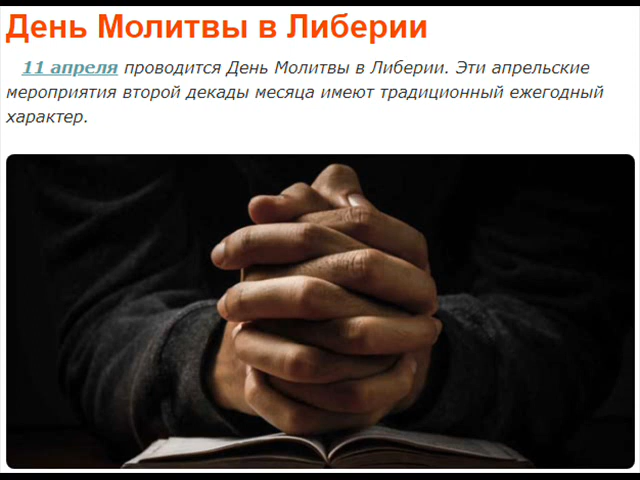 День Молитвы в Либерии
11 апреля проводится День Молитвы в Либерии. Эти апрельские
мероприятия второй декады месяца имеют традиционный ежегодный
характер.